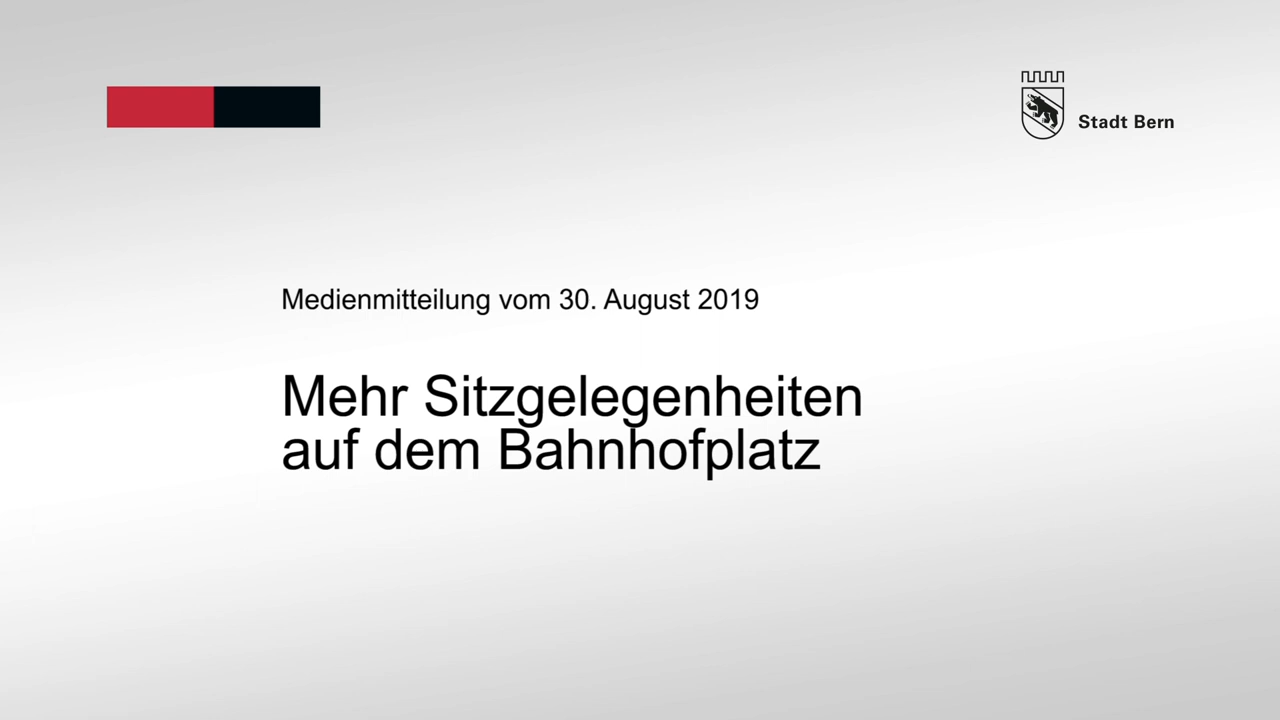 Stadt Bern
Medienmitteilung vom 30. August 2019
Mehr Sitzgelegenheiten
auf dem Bahnhofplatz